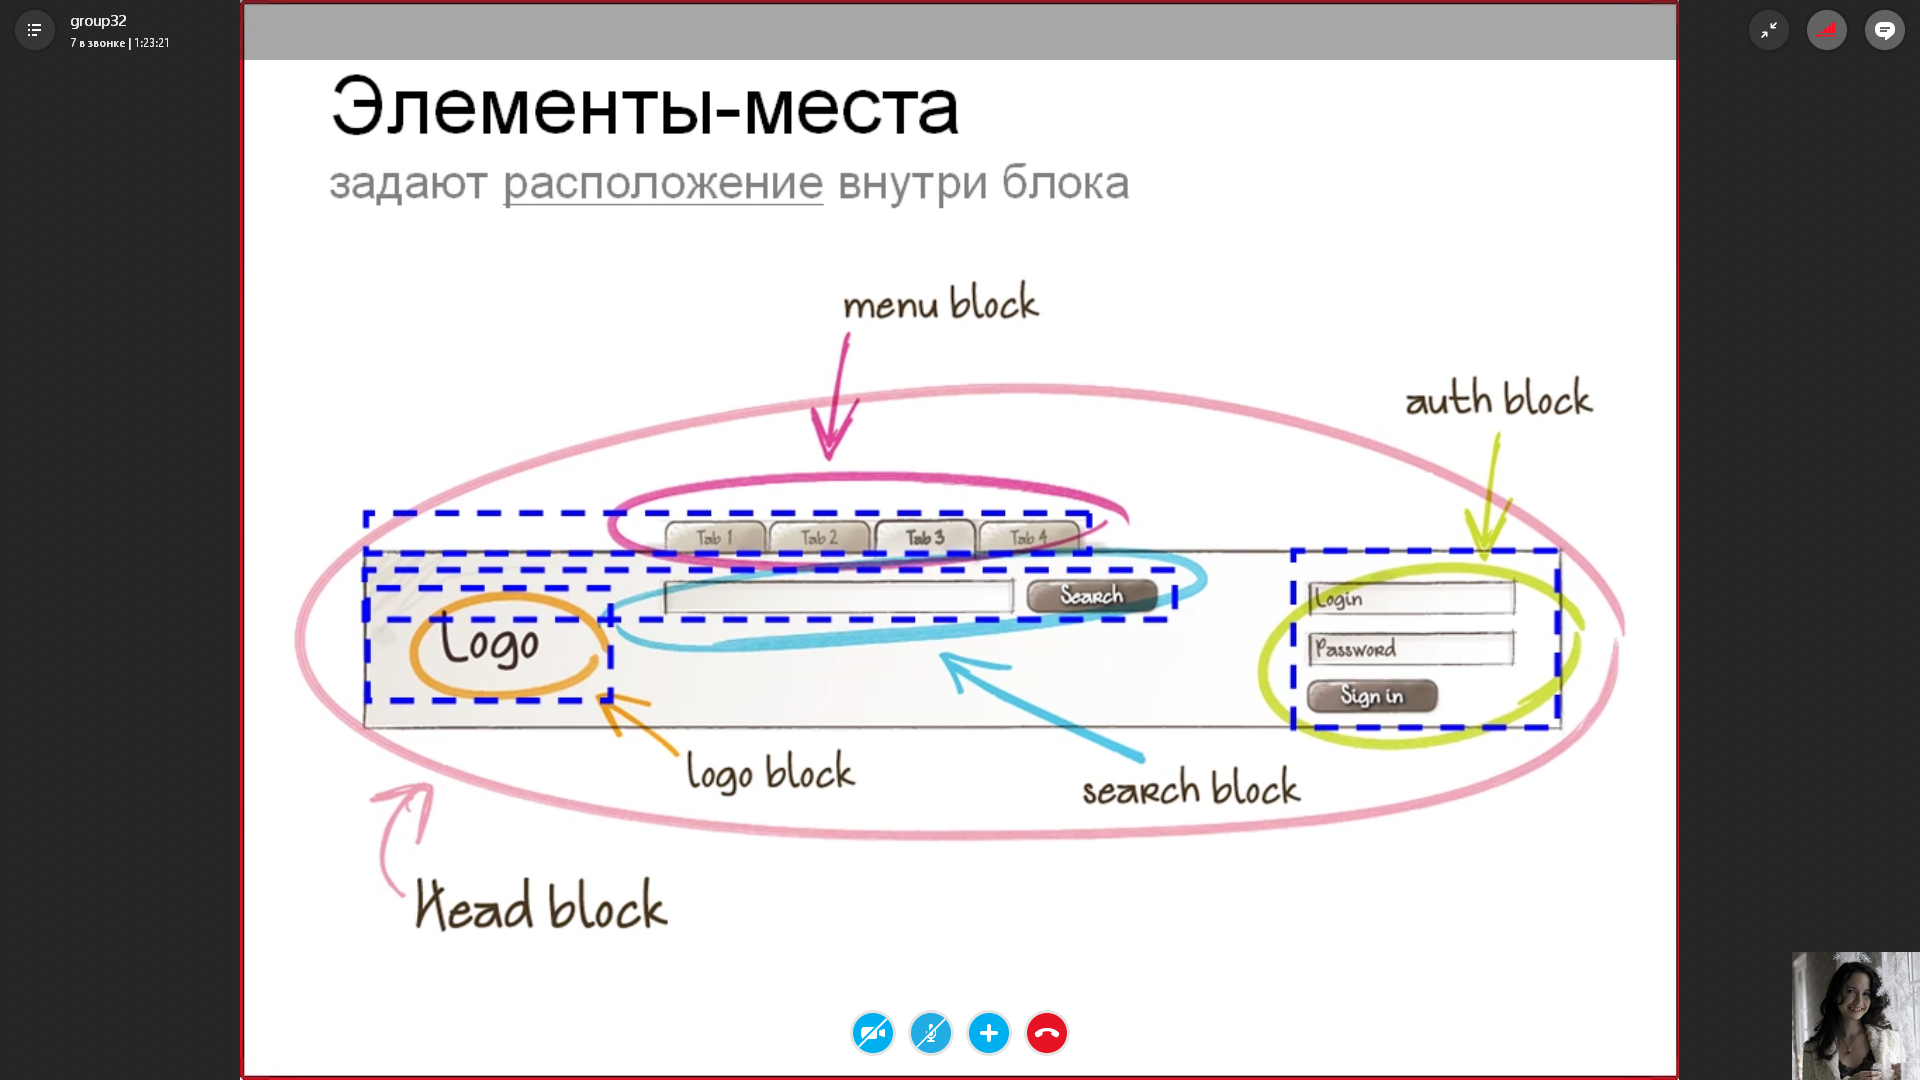 group32
7 в звонке | 1:23:21
Элементы-места
задают расположение внутри блока
menu block
auth block
Tab 1
Tab 2
Tab 3
Tab 4
Search
Login
Logo
Password
Sign in
logo block
search block
Head block